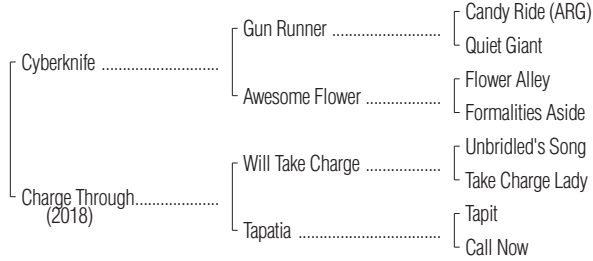 Candy Ride (ARG)
Gun Runner ........................
Quiet Giant
Cyberknife ..........................
Flower Alley
Awesome Flower ................
Formalities Aside
Unbridled's Song
Will Take Charge ................
Take Charge Lady
Charge Through..................
(2018)
Tapit
Tapatia ...............................
Call Now